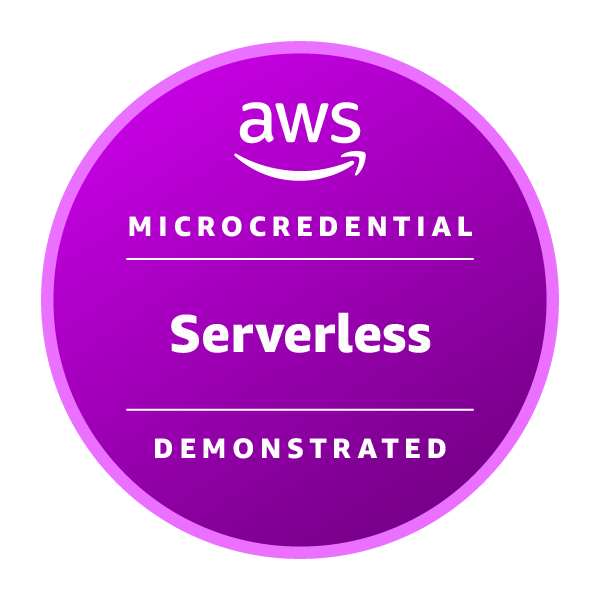 aws
MICROCREDENTIAL
Serverless
DEMONSTRATED